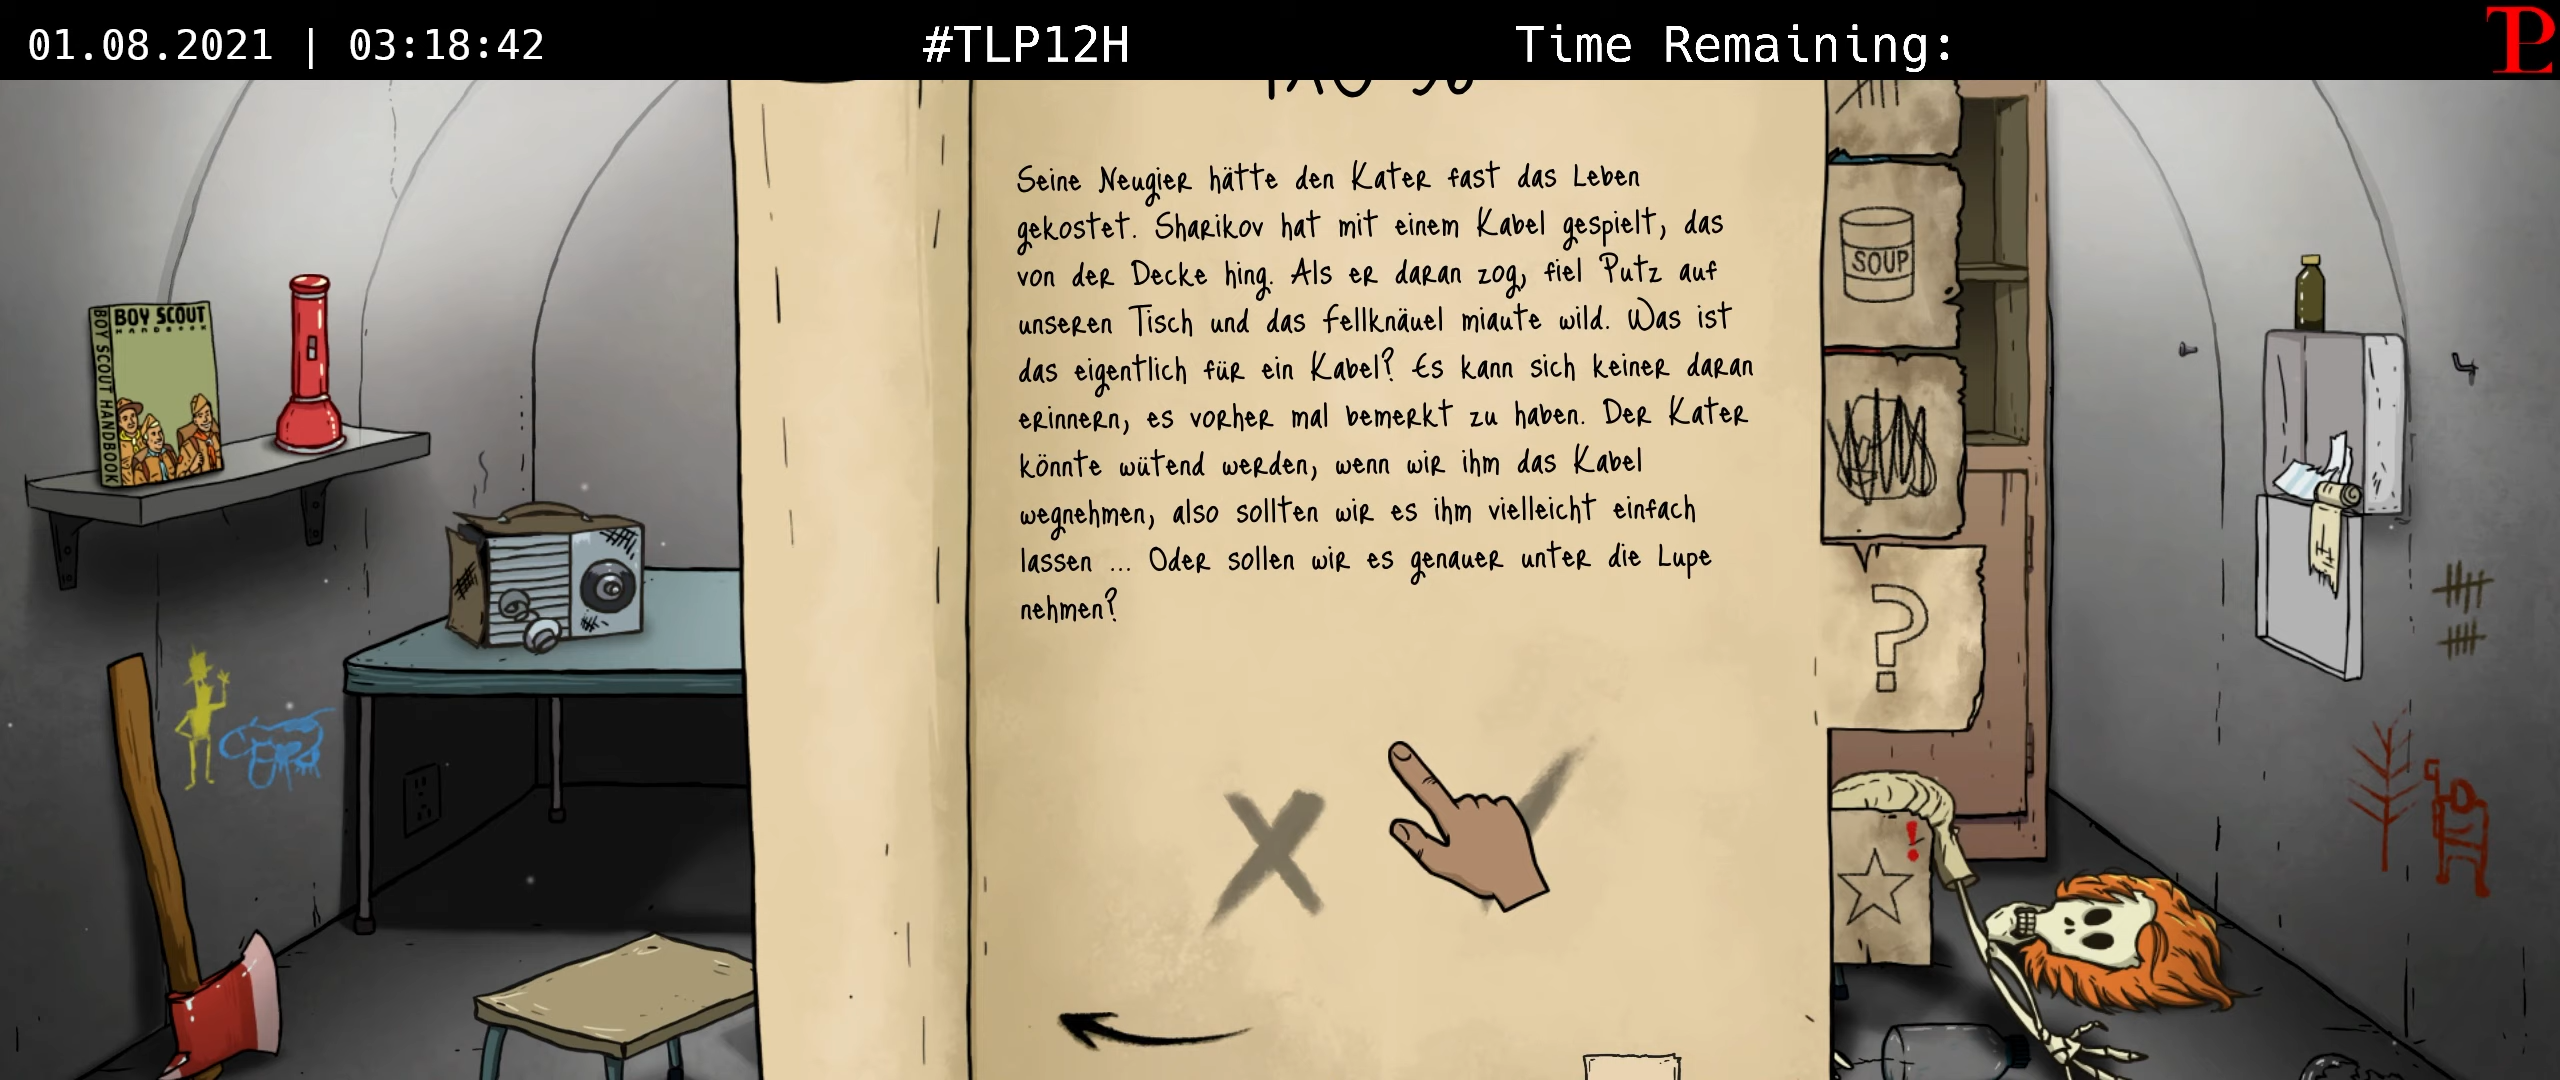 01.08.2021 | 03:18:42
#TLP12H
Time Remaining:
TLP
Seine Neugier hätte den Kater fast das Leben
gekostet. Sharikov hat mit einem Kabel gespielt, das
von der Decke hing. Als er daran zog, fiel Putz auf
unseren Tisch und das Fellknäuel miaute wild. Was ist
das eigentlich für ein Kabel? Es kann sich keiner daran
erinnern, es vorher mal bemerkt zu haben. Der Kater
könnte wütend werden, wenn wir ihm das Kabel
wegnehmen, also sollten wir es ihm vielleicht einfach
lassen ... Oder sollen wir es genauer unter die Lupe
nehmen?
BOY SCOUT
HANDBOOK
BOY SCOUT HANDBOOK
SOUP
?
!